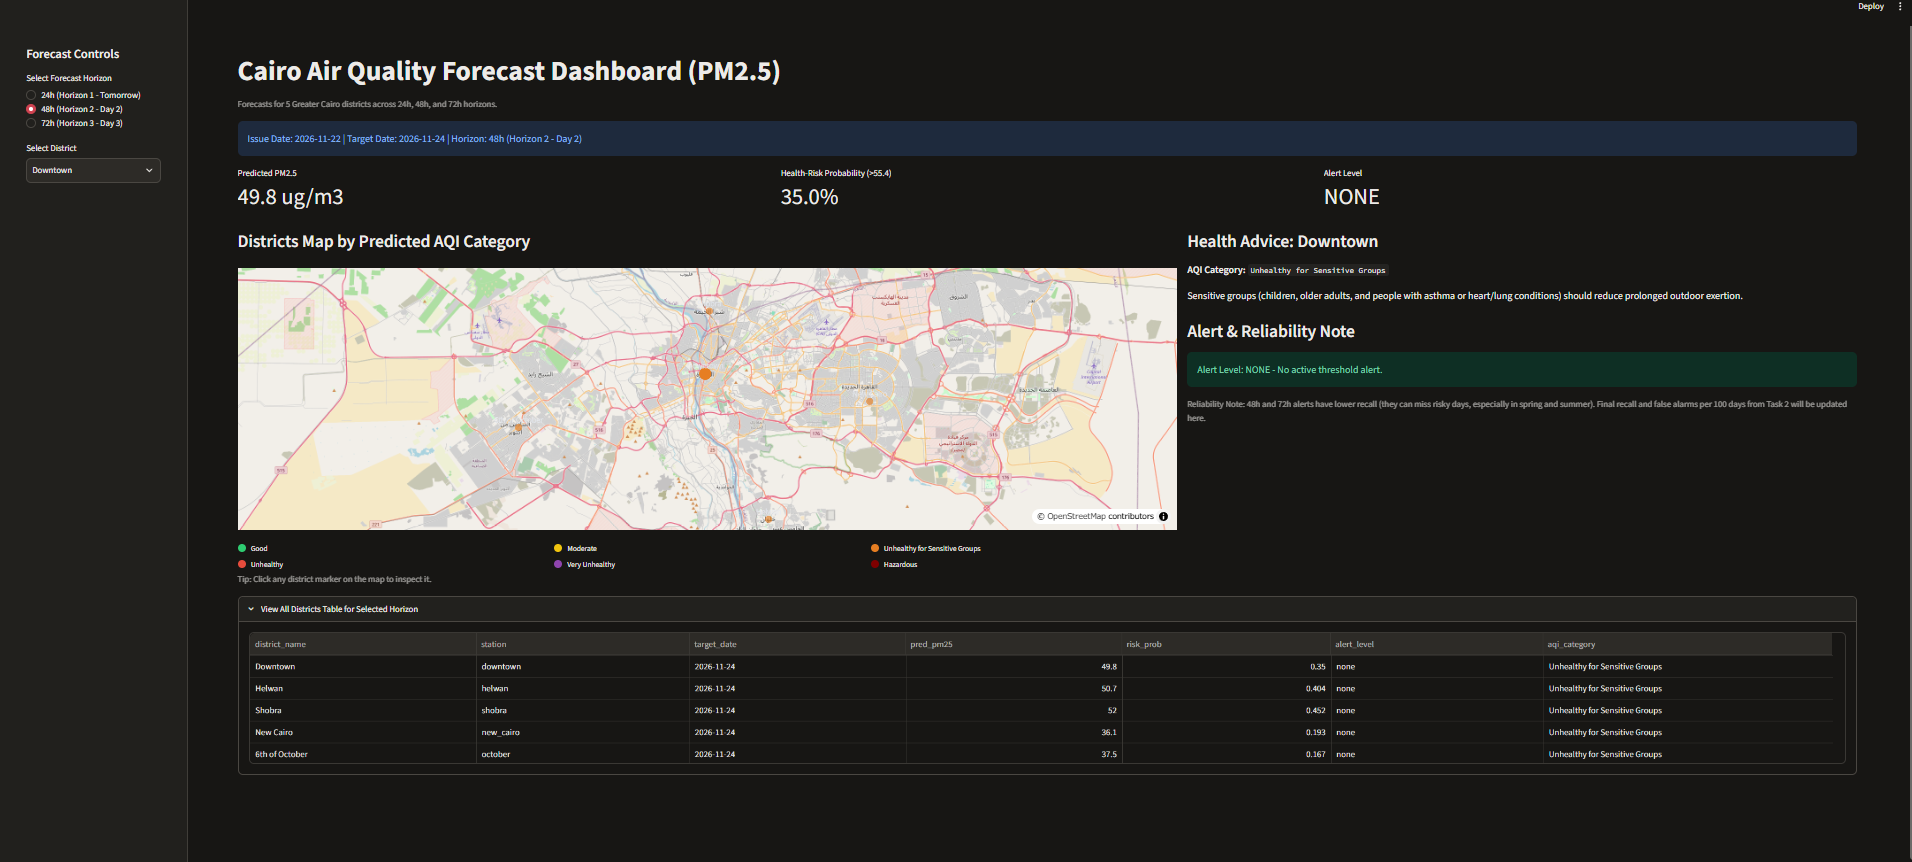 Deploy
Forecast Controls
Select Forecast Horizon
24h (Horizon 1 - Tomorrow)
48h (Horizon 2 - Day 2)
72h (Horizon 3 - Day 3)
Select District
Downtown
Cairo Air Quality Forecast Dashboard (PM2.5)
Forecasts for 5 Greater Cairo districts across 24h, 48h, and 72h horizons.
Issue Date: 2026-11-22 | Target Date: 2026-11-24 | Horizon: 48h (Horizon 2 - Day 2)
Predicted PM2.5
49.8 ug/m3
Health-Risk Probability (>55.4)
35.0%
Alert Level
NONE
Districts Map by Predicted AQI Category
الشروق
الشيخ زايد
القاهرة الجديدة
العاصمة الجديدة
© OpenStreetMap contributors
Good
Moderate
Unhealthy for Sensitive Groups
Unhealthy
Very Unhealthy
Hazardous
Tip: Click any district marker on the map to inspect it.
Health Advice: Downtown
AQI Category: Unhealthy for Sensitive Groups
Sensitive groups (children, older adults, and people with asthma or heart/lung conditions) should reduce prolonged outdoor exertion.
Alert & Reliability Note
Alert Level: NONE - No active threshold alert.
Reliability Note: 48h and 72h alerts have lower recall (they can miss risky days, especially in spring and summer). Final recall and false alarms per 100 days from Task 2 will be updated
here.
View All Districts Table for Selected Horizon
district_name station target_date pred_pm25 risk_prob alert_level aqi_category
Downtown downtown 2026-11-24 49.8 0.35 none Unhealthy for Sensitive Groups
Helwan helwan 2026-11-24 50.7 0.404 none Unhealthy for Sensitive Groups
Shobra shobra 2026-11-24 52 0.452 none Unhealthy for Sensitive Groups
New Cairo new_cairo 2026-11-24 36.1 0.193 none Unhealthy for Sensitive Groups
6th of October october 2026-11-24 37.5 0.167 none Unhealthy for Sensitive Groups